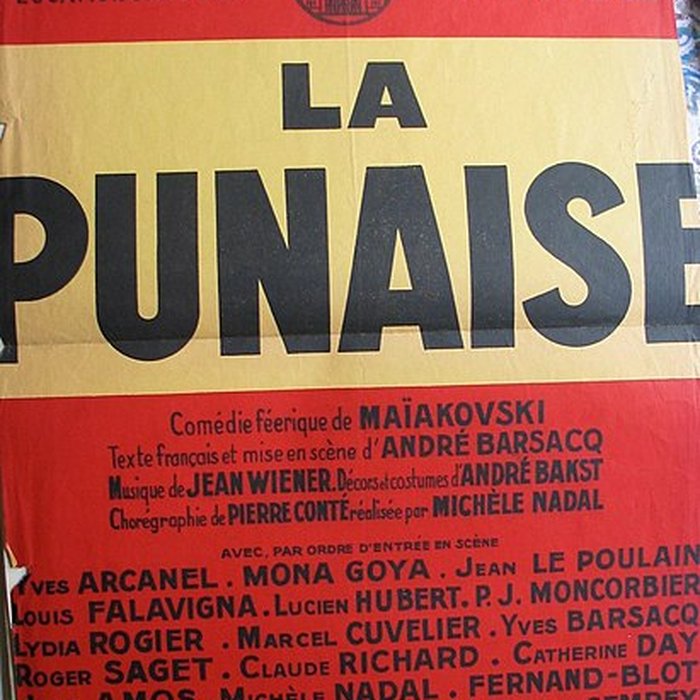 LA
PUNAISE
Comédie féerique de MAÏAKOVSKI
Texte français et mise en scène d'ANDRÉ BARSACQ
Musique de JEAN WIENER. Décors et costumes d'ANDRÉ BAKST
Chorégraphie de PIERRE CONTÉ réalisée par MICHÈLE NADAL
AVEC, PAR ORDRE D'ENTRÉE EN SCÈNE
YVES ARCANEL . MONA GOYA . JEAN LE POULAIN
LOUIS FALAVIGNA . LUCIEN HUBERT. P. J. MONCORBIER
LYDIA ROGIER . MARCEL CUVELIER . YVES BARSACQ
ROGER SAGET . CLAUDE RICHARD . CATHERINE DAY
AMOS MICHÈLE NADAL . FERNAND-BLOT